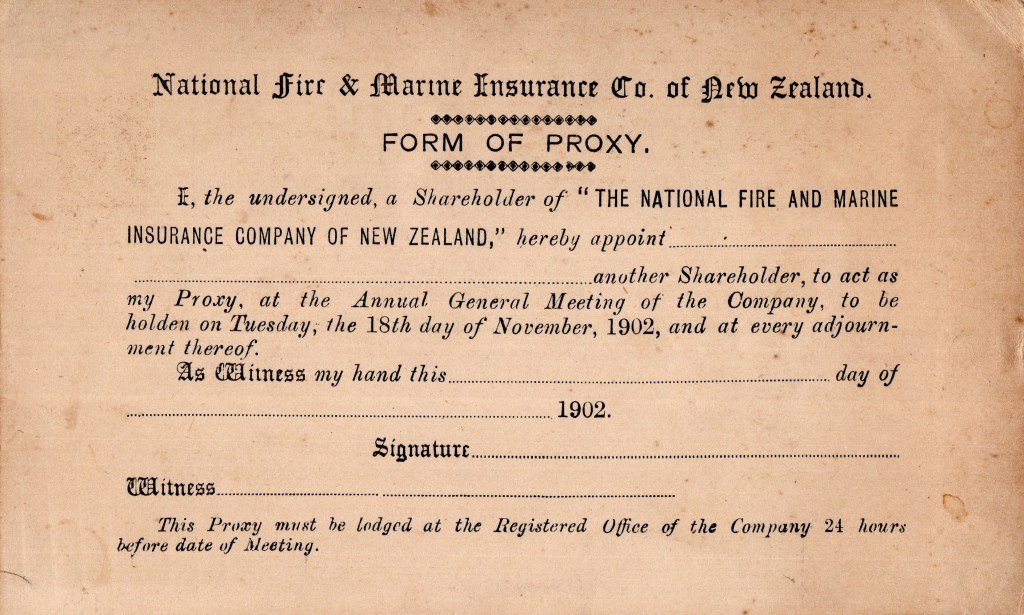 National Fire & Marine Insurance Co. of New Zealand.
FORM OF PROXY.
I, the undersigned, a Shareholder of "THE NATIONAL FIRE AND MARINE
INSURANCE COMPANY OF NEW ZEALAND," hereby appoint
another Shareholder, to act as
my Proxy, at the Annual General Meeting of the Company, to be
holden on Tuesday, the 18th day of November, 1902, and at every adjourn-
ment thereof.
As Witness my hand this day of
1902.
Signature
Witness
This Proxy must be lodged at the Registered Office of the Company 24 hours
before date of Meeting.